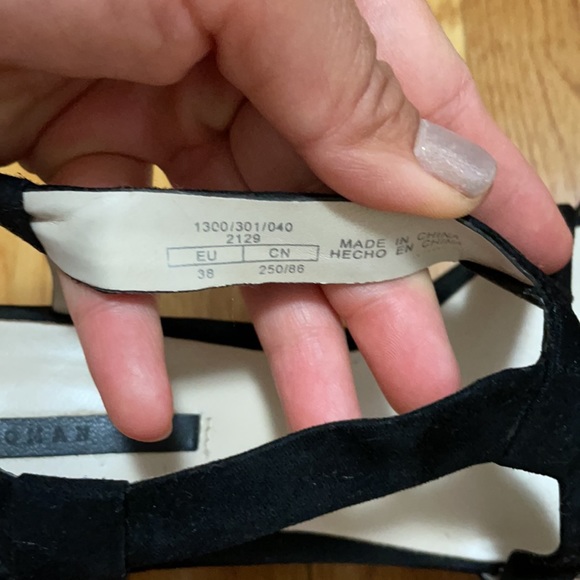 1300/301/040
2129
EU CN
38 250/86
MADE IN CHINA
HECHO EN CHINA